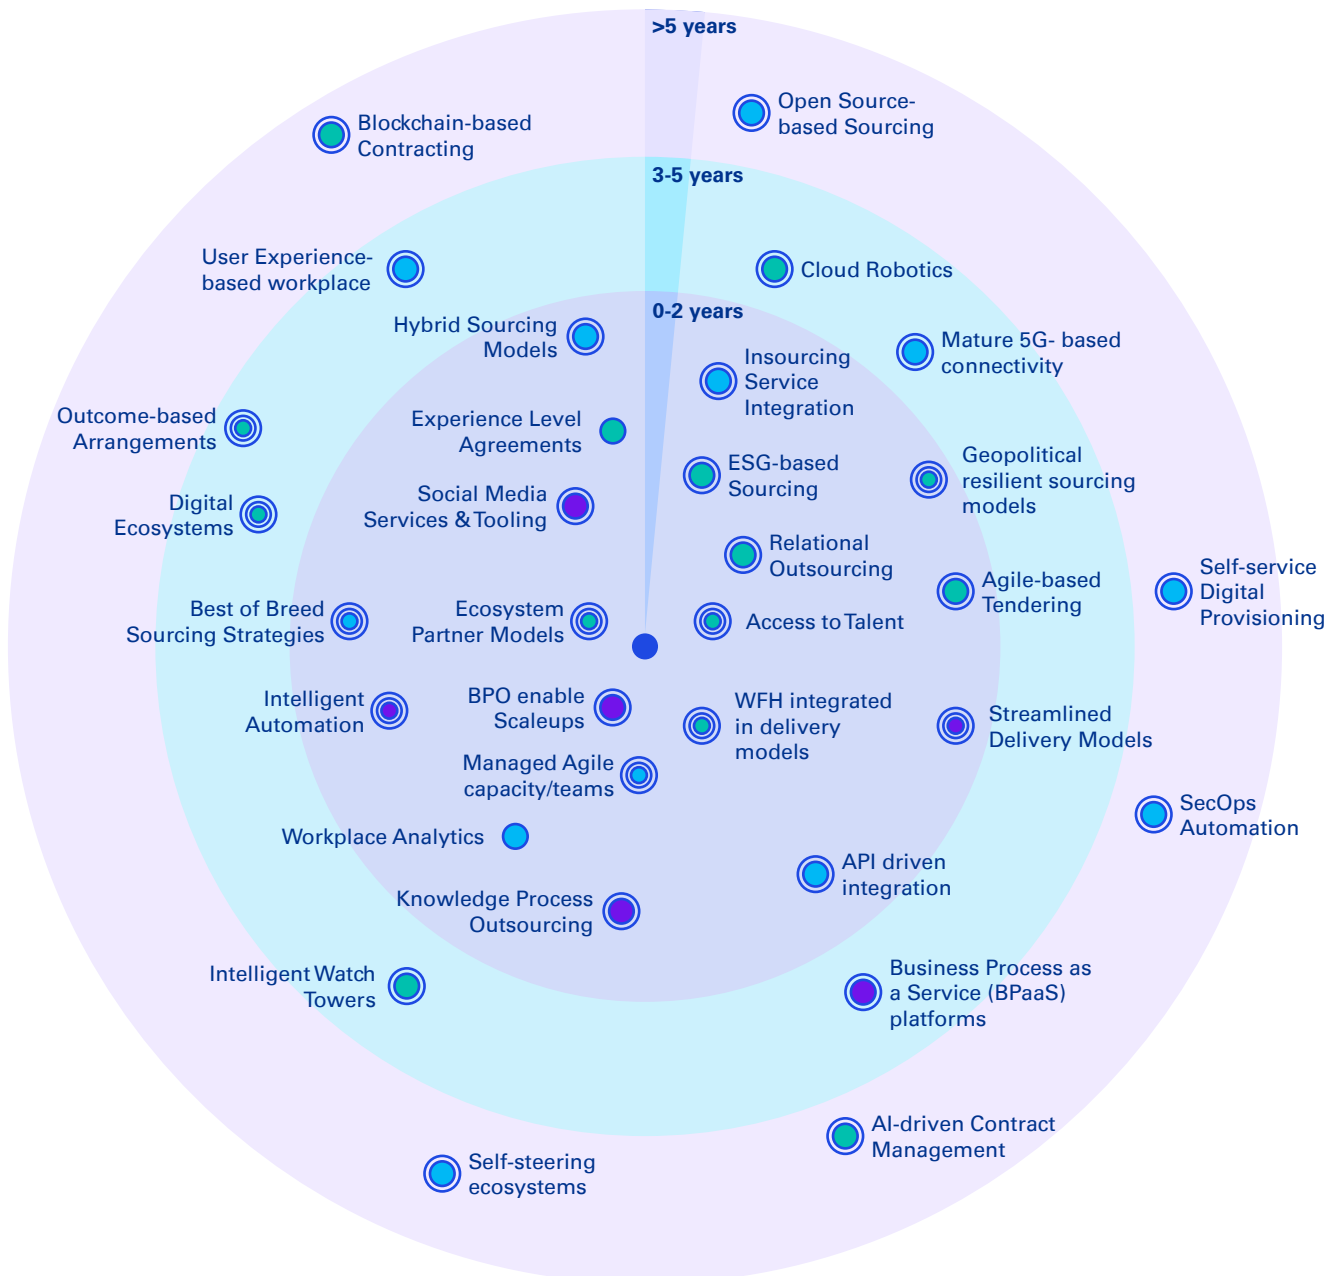 >5 years
Open Source-
based Sourcing
Blockchain-based
Contracting
3-5 years
User Experience-
based workplace
Cloud Robotics
0-2 years
Hybrid Sourcing
Models
Mature 5G- based
connectivity
Insourcing
Service
Integration
Outcome-based
Arrangements
Experience Level
Agreements
ESG-based
Sourcing
Geopolitical
resilient sourcing
models
Social Media
Services & Tooling
Digital
Ecosystems
Relational
Outsourcing
Agile-based
Tendering
Self-service
Digital
Provisioning
Best of Breed
Sourcing Strategies
Ecosystem
Partner Models
Access to Talent
Intelligent
Automation
BPO enable
Scaleups
WFH integrated
in delivery
models
Streamlined
Delivery Models
Managed Agile
capacity/teams
SecOps
Automation
Workplace Analytics
API driven
integration
Knowledge Process
Outsourcing
Intelligent Watch
Towers
Business Process as
a Service (BPaaS)
platforms
AI-driven Contract
Management
Self-steering
ecosystems